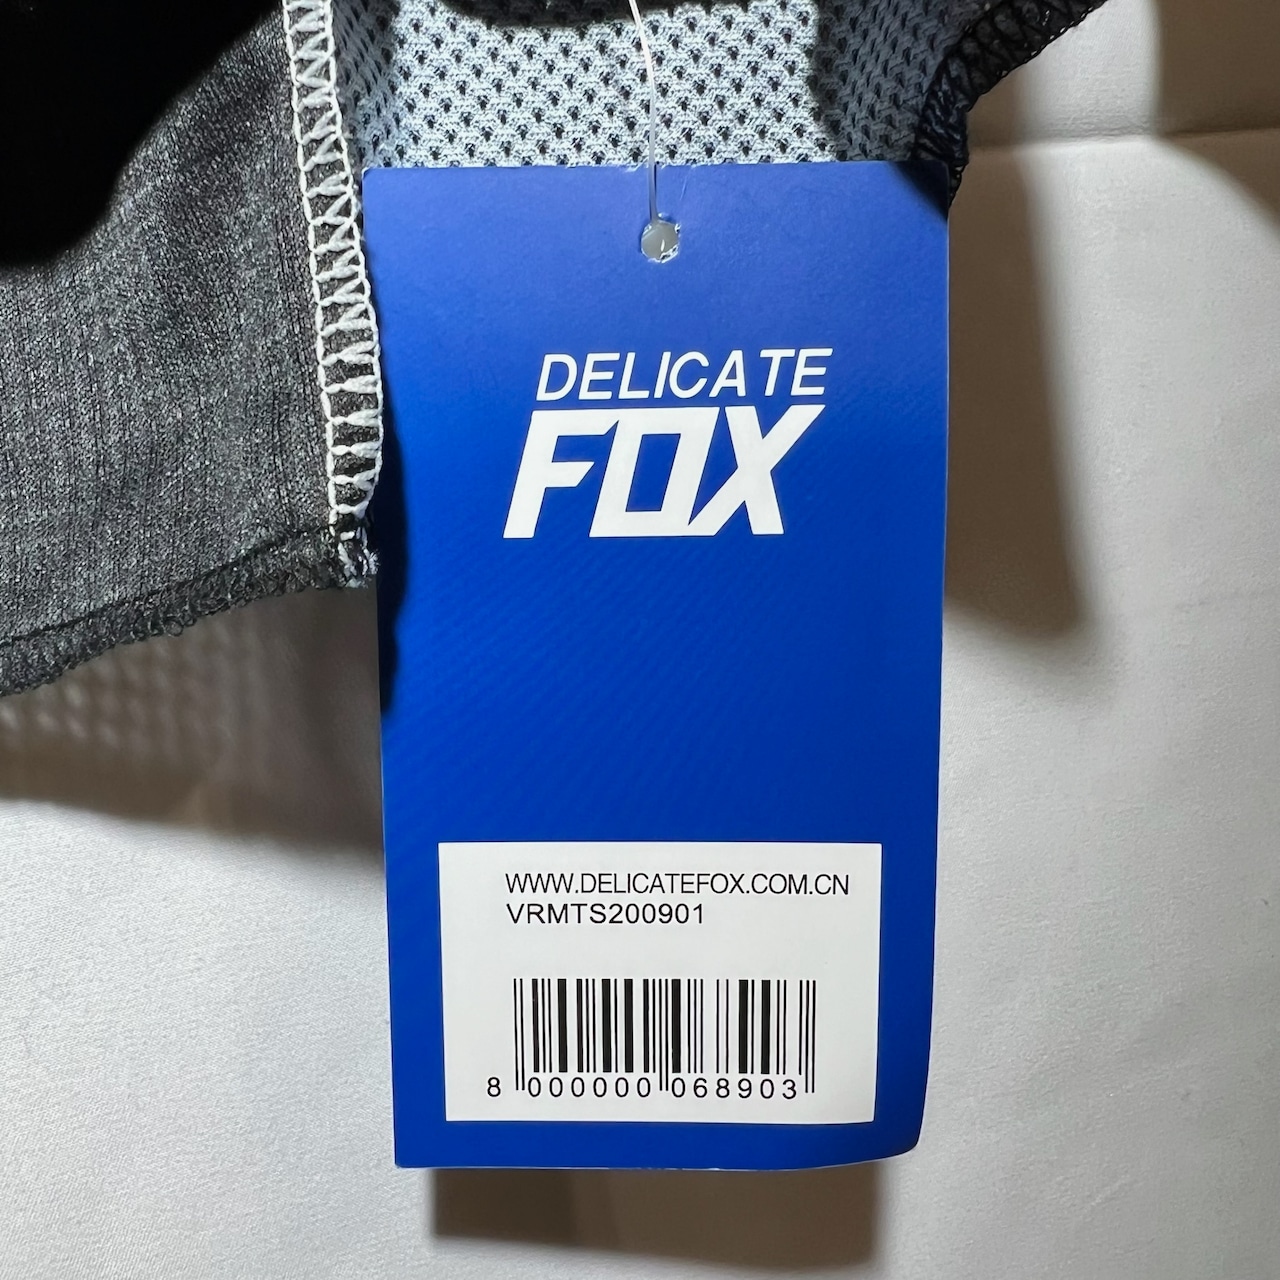 DELICATE
FOX
WWW.DELICATEFOX.COM.CN
VRMTS200901
8 000000 068903